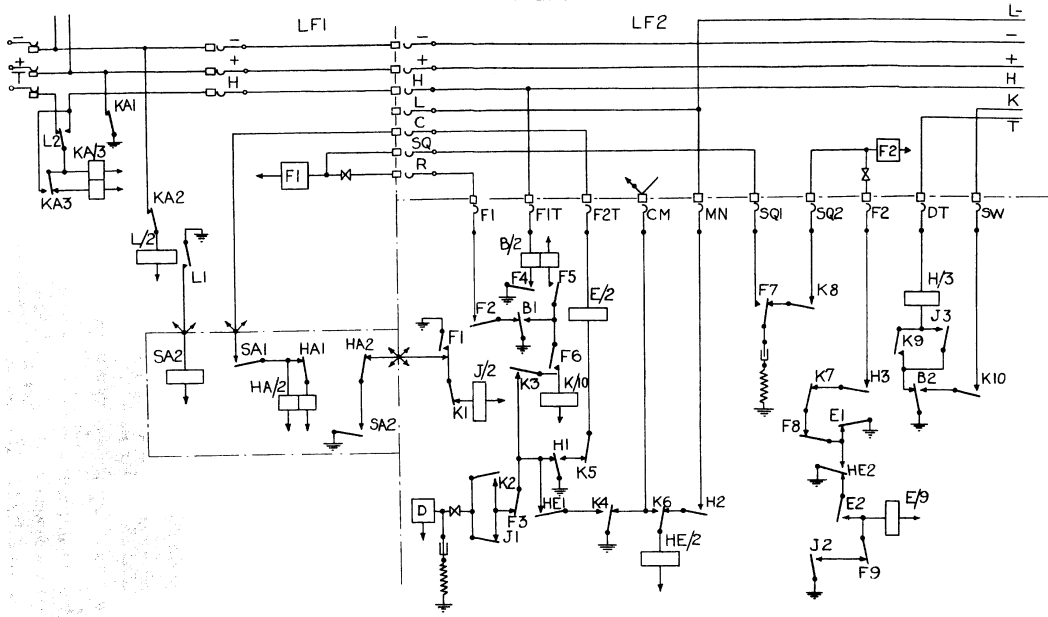 LF1
LF2
L-
−
−
−
−
+
+
+
+
T
H
H
H
L
K
C
T
SQ
R
KA1
L2
KA/3
KA3
KA2
L/2
L1
F1
F2
F1
F1T
F2T
CM
MN
SQ1
SQ2
F2
DT
SW
B/2
F4
F5
E/2
F7
K8
H/3
J3
K9
F2
B1
F1
F6
K3
K/10
J/2
K1
SA2
SA1
HA1
HA/2
HA2
SA2
K7
H3
B2
K10
F8
E1
H1
K5
K2
HE1
K4
K6
H2
HE2
D
F3
J1
HE/2
E2
E/9
J2
F9